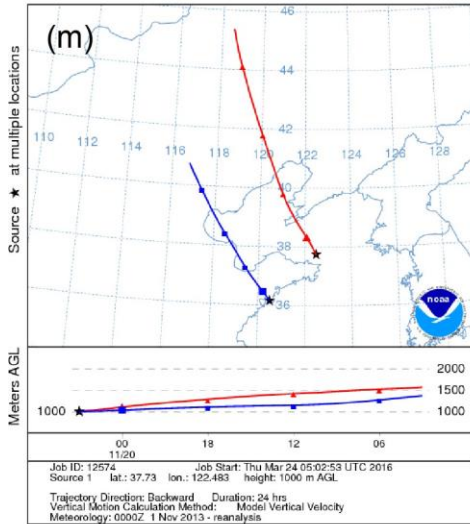 (m)
46
44
42
110 112 114 116 118 120 122 124 126 128 130
40
38
36
Source ★ at multiple locations
noaa
Meters AGL
2000
1500
1000 1000
00 18 12 06
11/20
Job ID: 12574 Job Start: Thu Mar 24 05:02:53 UTC 2016
Source 1 lat.: 37.73 lon.: 122.483 height: 1000 m AGL
Trajectory Direction: Backward Duration: 24 hrs
Vertical Motion Calculation Method: Model Vertical Velocity
Meteorology: 0000Z 1 Nov 2013 - reanalysis